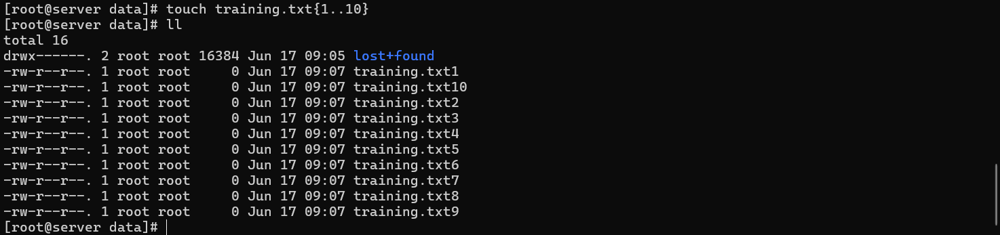 [root@server data]# touch training.txt{1..10}
[root@server data]# ll
total 16
drwx------. 2 root root 16384 Jun 17 09:05 lost+found
-rw-r--r--. 1 root root     0 Jun 17 09:07 training.txt1
-rw-r--r--. 1 root root     0 Jun 17 09:07 training.txt10
-rw-r--r--. 1 root root     0 Jun 17 09:07 training.txt2
-rw-r--r--. 1 root root     0 Jun 17 09:07 training.txt3
-rw-r--r--. 1 root root     0 Jun 17 09:07 training.txt4
-rw-r--r--. 1 root root     0 Jun 17 09:07 training.txt5
-rw-r--r--. 1 root root     0 Jun 17 09:07 training.txt6
-rw-r--r--. 1 root root     0 Jun 17 09:07 training.txt7
-rw-r--r--. 1 root root     0 Jun 17 09:07 training.txt8
-rw-r--r--. 1 root root     0 Jun 17 09:07 training.txt9
[root@server data]#